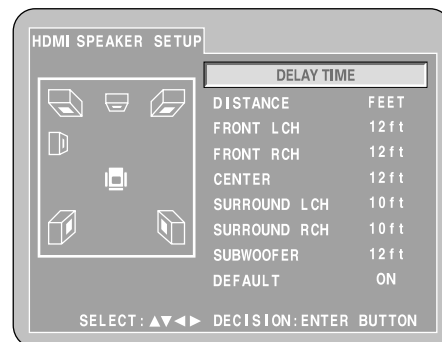 HDMI SPEAKER SETUP
DELAY TIME
DISTANCE FEET
FRONT LCH 12ft
FRONT RCH 12ft
CENTER 12ft
SURROUND LCH 10ft
SURROUND RCH 10ft
SUBWOOFER 12ft
DEFAULT ON
SELECT:▲▼◄► DECISION:ENTER BUTTON